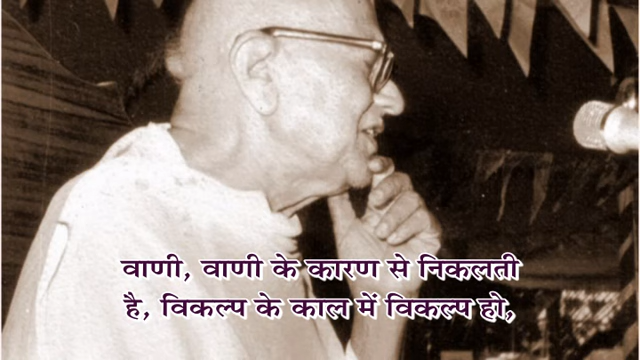 वाणी, वाणी के कारण से निकलती
है, विकल्प के काल में विकल्प हो,